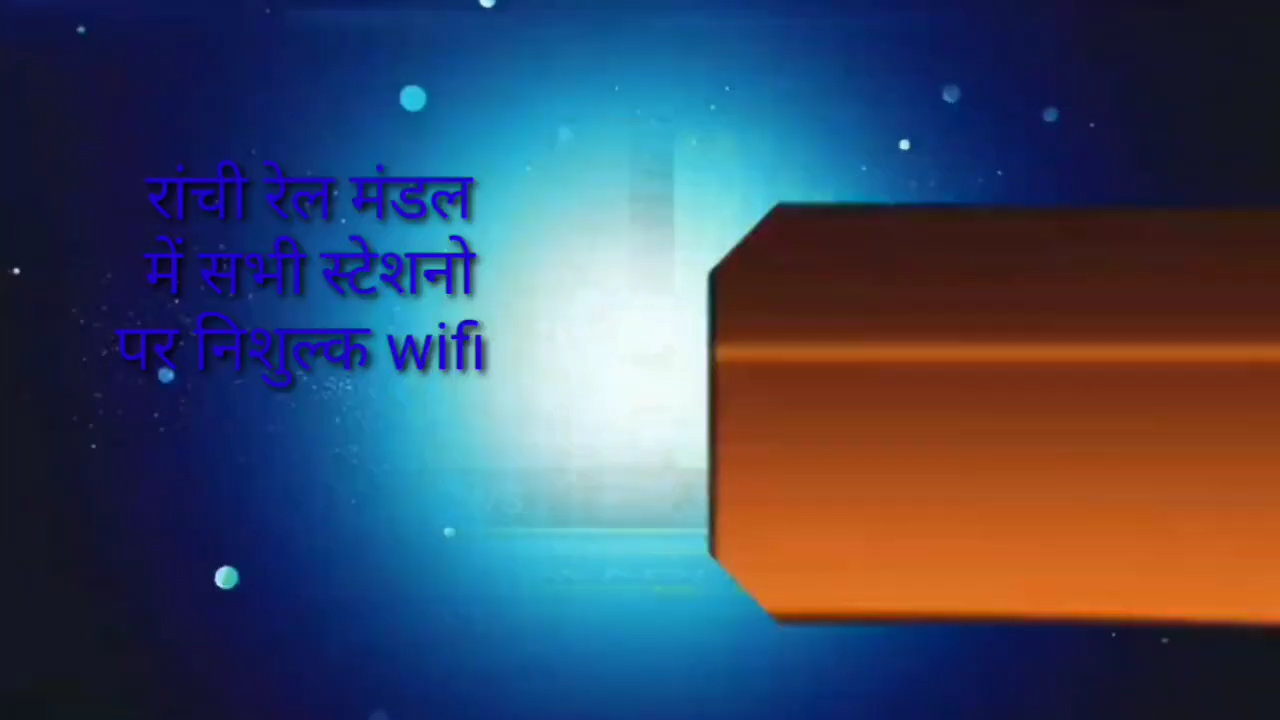 रांची रेल मंडल
में सभी स्टेशनो
पर निशुल्क wifi